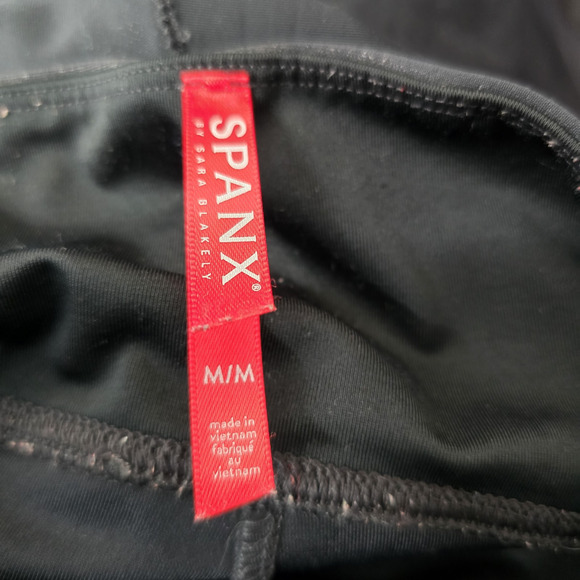 SPANX®
BY SARA BLAKELY
M/M
made in
vietnam
fabriqué
au
vietnam